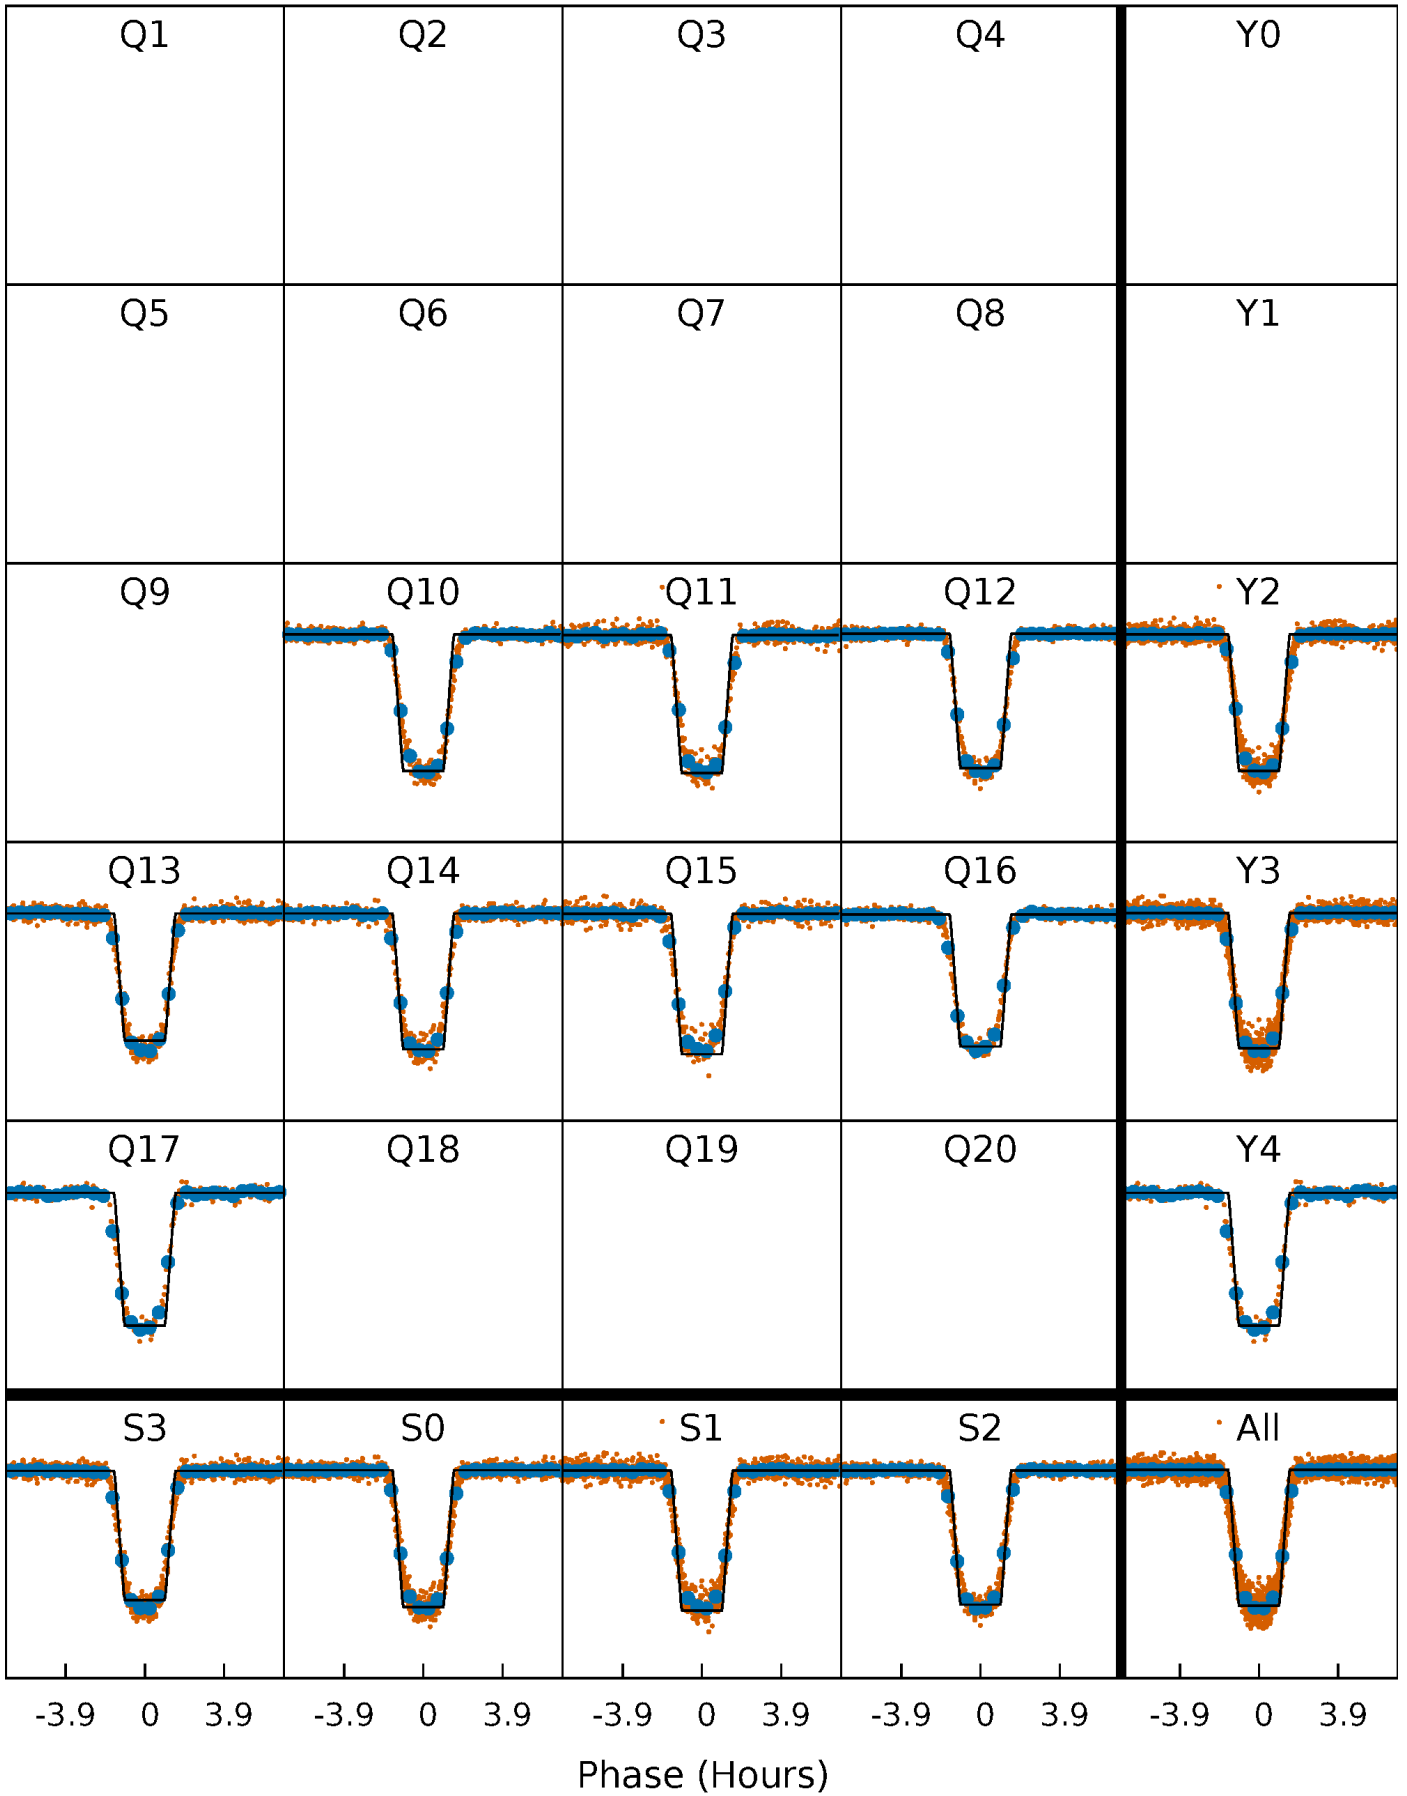 Q1 Q2 Q3 Q4 Y0
Q5 Q6 Q7 Q8 Y1
Q9 Q10 Q11 Q12 Y2
Q13 Q14 Q15 Q16 Y3
Q17 Q18 Q19 Q20 Y4
S3 S0 S1 S2 All
-3.9 0 3.9 -3.9 0 3.9 -3.9 0 3.9 -3.9 0 3.9 -3.9 0 3.9
Phase (Hours)